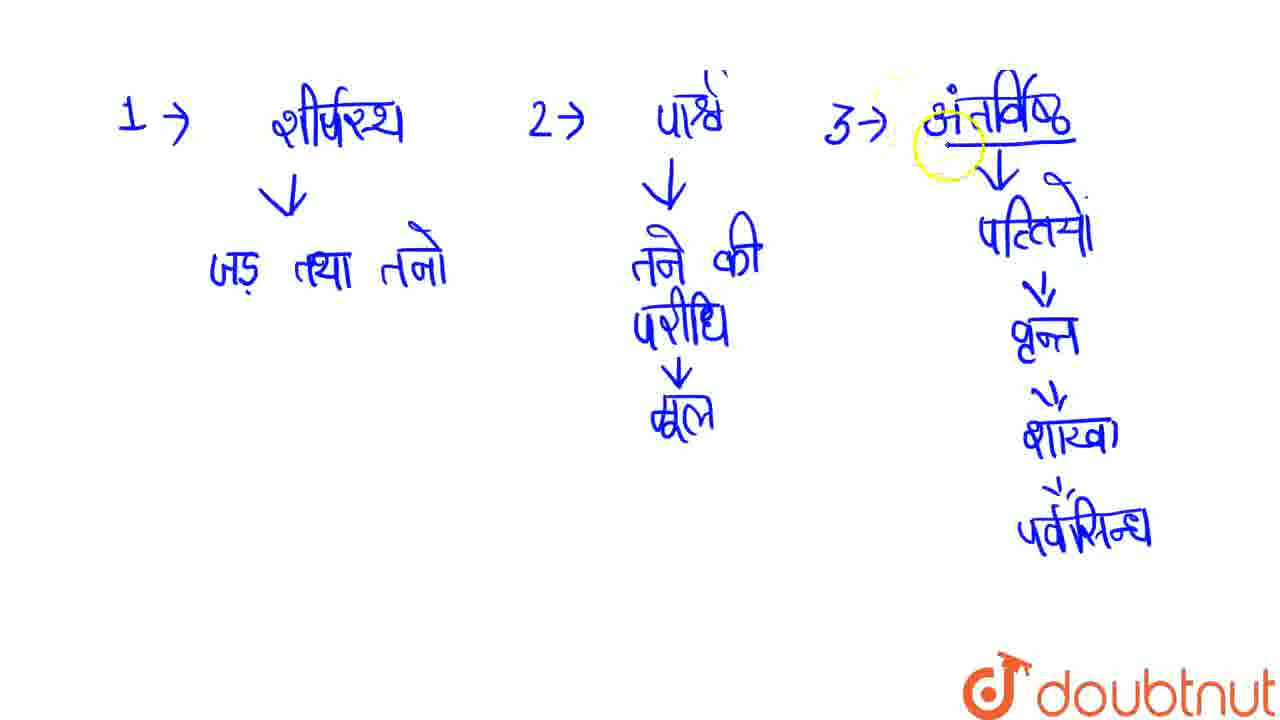 1 → शीर्षस्थ 2 → पार्श्व 3 → अंतर्विष्ठ
↓ ↓ ↓
जड़ तथा तनो तने की पत्तियों
परीधि ↓
↓ वृन्त
मूल ↓
शाखा
↓
पर्वसन्धि
doubtnut